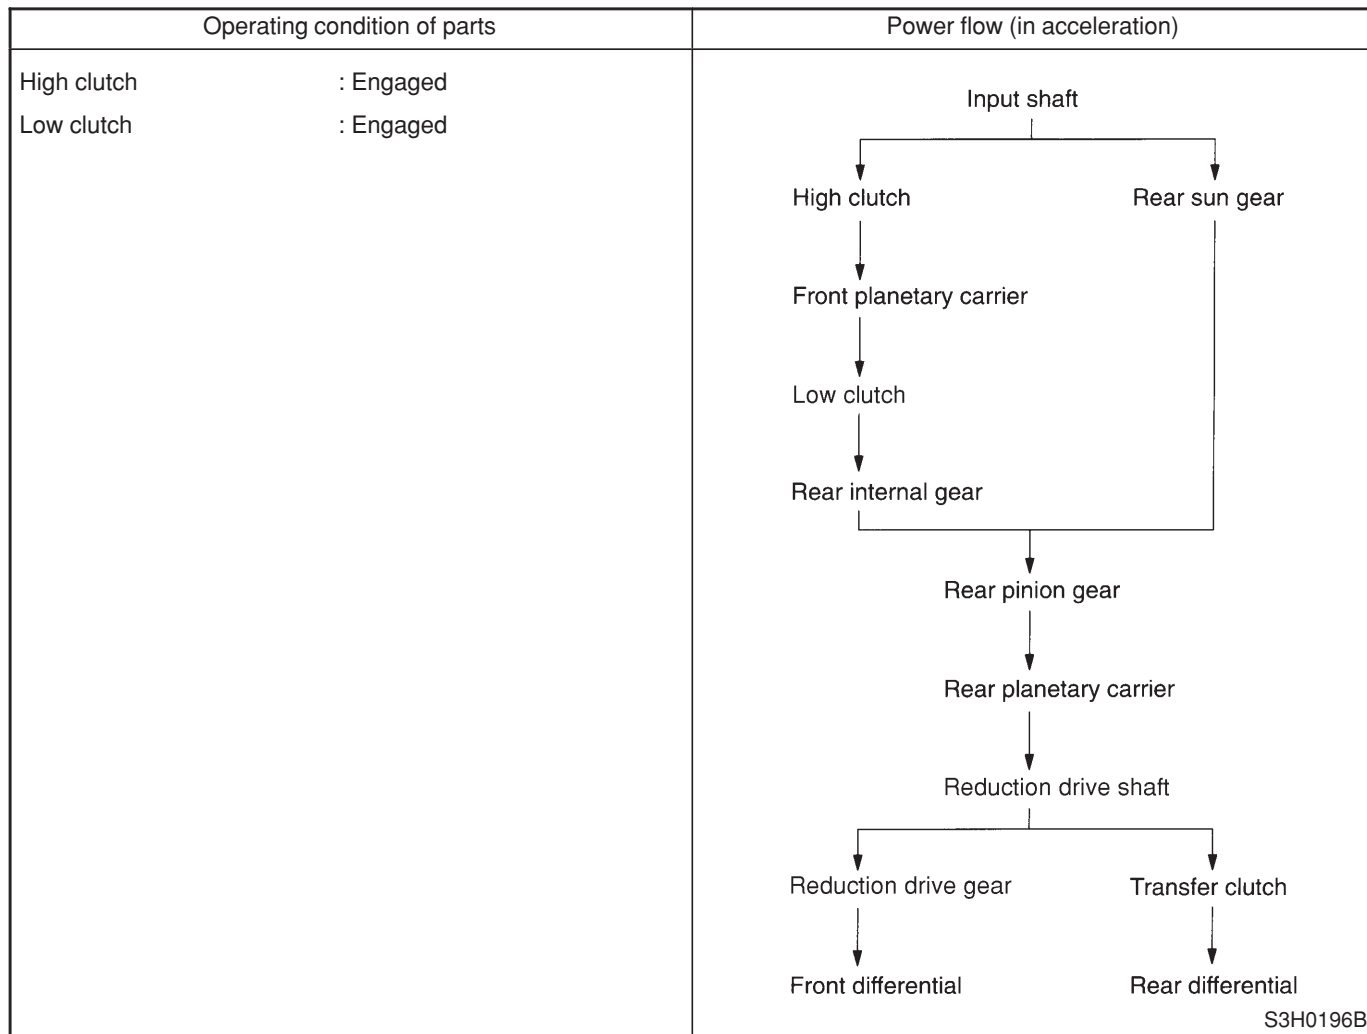 Operating condition of parts
Power flow (in acceleration)
High clutch : Engaged
Low clutch : Engaged
Input shaft
High clutch
Rear sun gear
Front planetary carrier
Low clutch
Rear internal gear
Rear pinion gear
Rear planetary carrier
Reduction drive shaft
Reduction drive gear
Transfer clutch
Front differential
Rear differential
S3H0196B